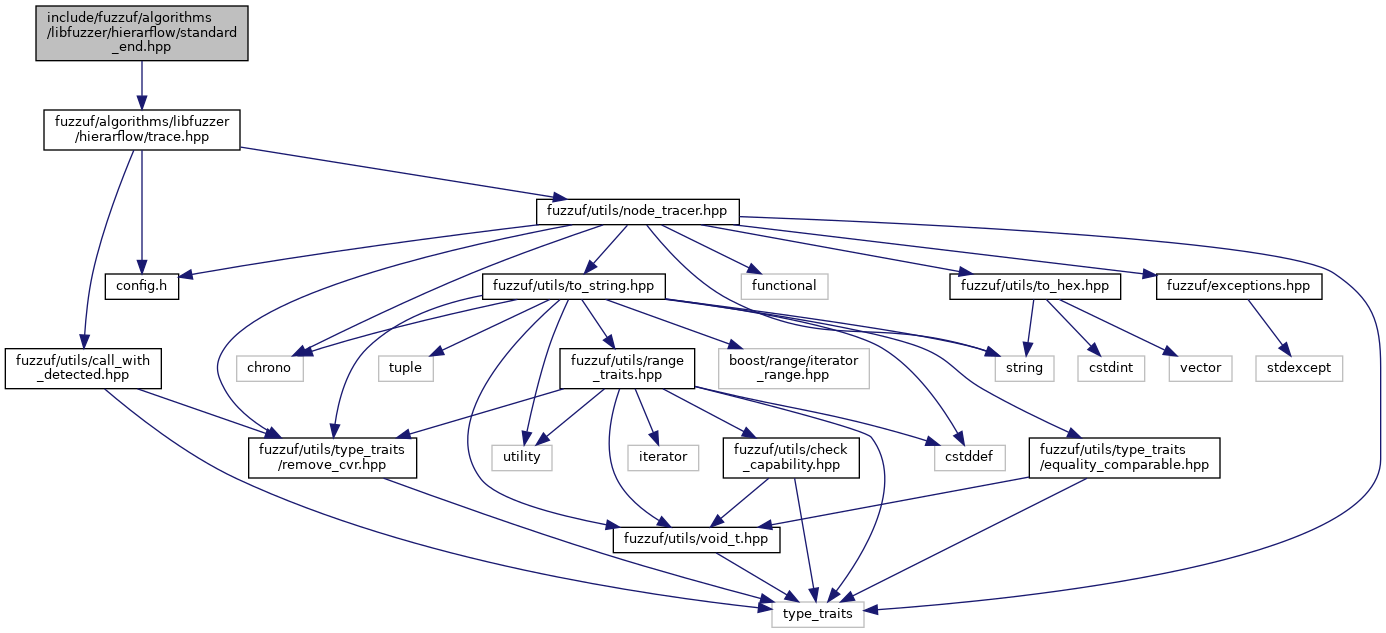 include/fuzzuf/algorithms
/libfuzzer/hierarflow/standard
_end.hpp
fuzzuf/algorithms/libfuzzer
/hierarflow/trace.hpp
fuzzuf/utils/node_tracer.hpp
config.h
fuzzuf/utils/to_string.hpp
functional
fuzzuf/utils/to_hex.hpp
fuzzuf/exceptions.hpp
fuzzuf/utils/call_with
_detected.hpp
chrono
tuple
fuzzuf/utils/range
_traits.hpp
boost/range/iterator
_range.hpp
string
cstdint
vector
stdexcept
fuzzuf/utils/type_traits
/remove_cvr.hpp
utility
iterator
fuzzuf/utils/check
_capability.hpp
cstddef
fuzzuf/utils/type_traits
/equality_comparable.hpp
fuzzuf/utils/void_t.hpp
type_traits